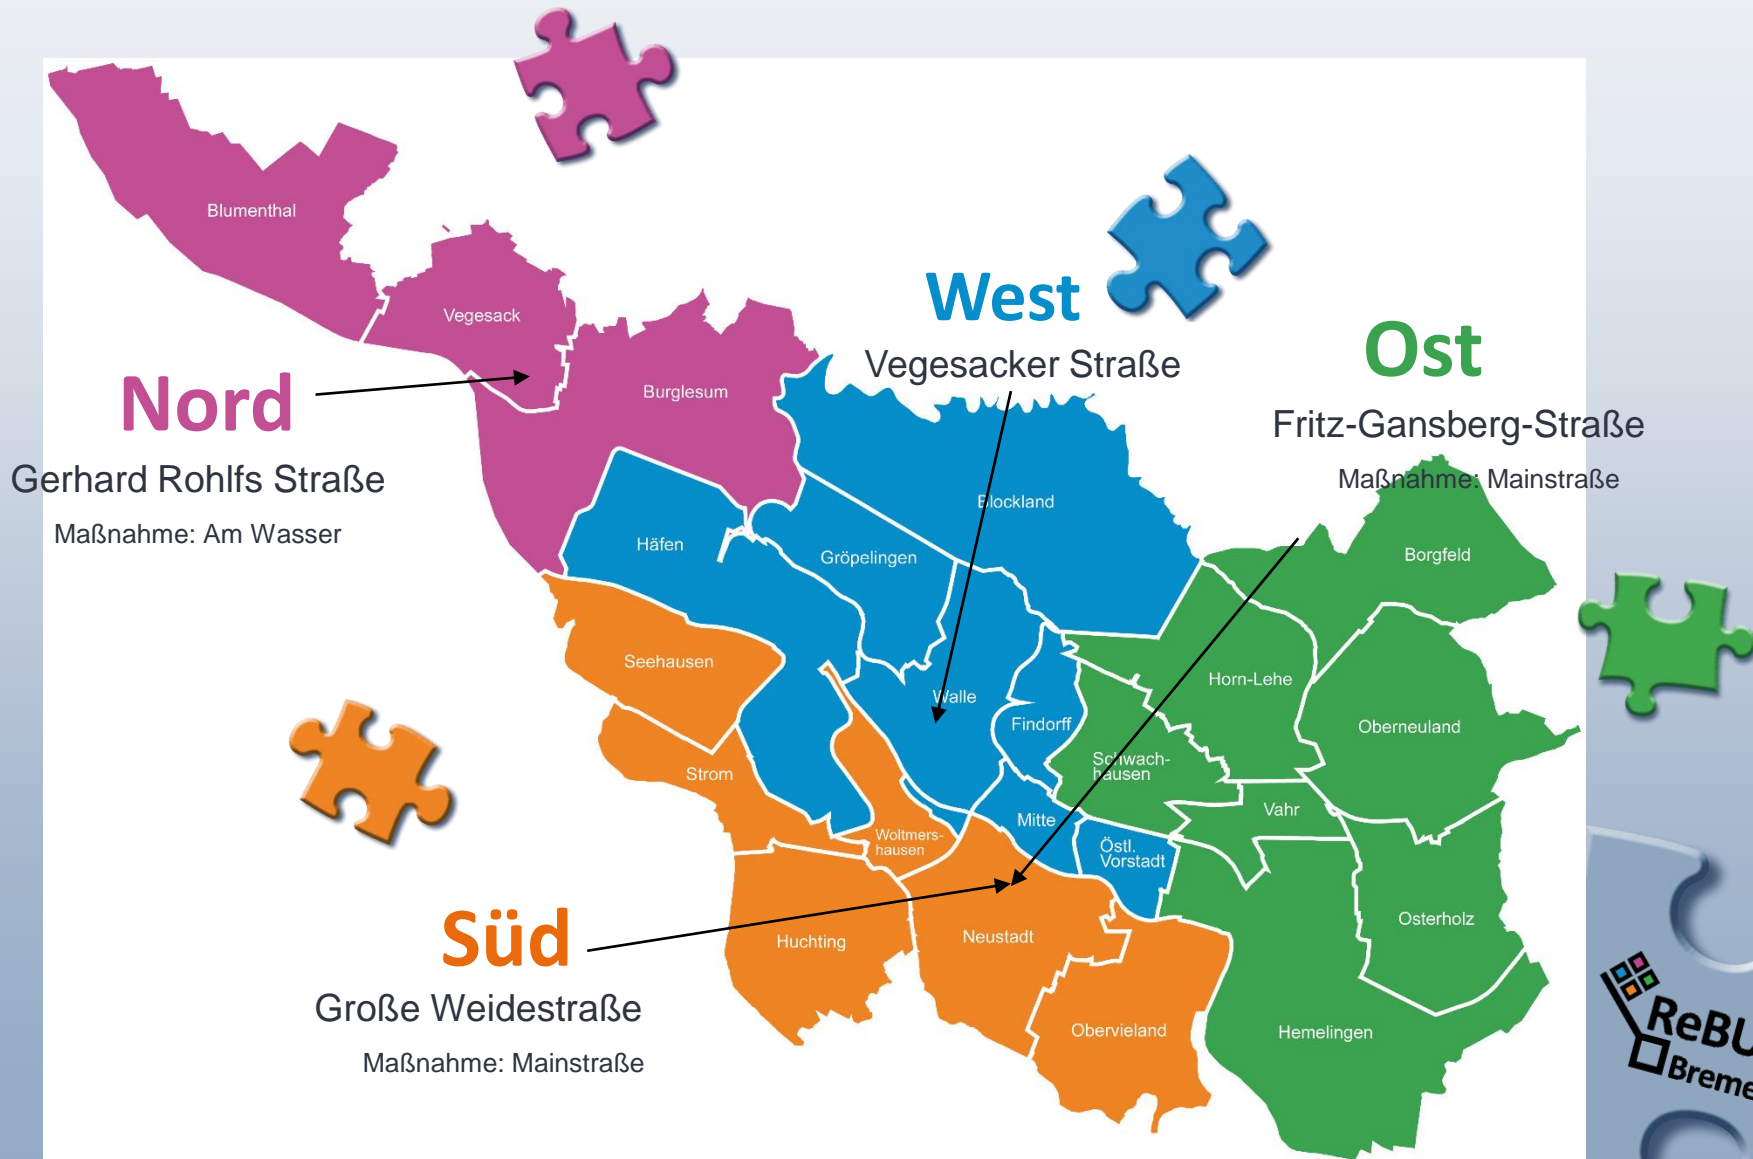 Blumenthal
Vegesack
Burglesum
Nord
Gerhard Rohlfs Straße
Maßnahme: Am Wasser
West
Vegesacker Straße
Ost
Fritz-Gansberg-Straße
Maßnahme: Mainstraße
Blockland
Häfen
Gröpelingen
Borgfeld
Seehausen
Walle
Findorff
Horn-Lehe
Oberneuland
Strom
Schwach-
hausen
Vahr
Woltmers-
hausen
Mitte
Östl.
Vorstadt
Osterholz
Süd
Große Weidestraße
Maßnahme: Mainstraße
Huchting
Neustadt
Obervieland
Hemelingen
ReBU
Breme